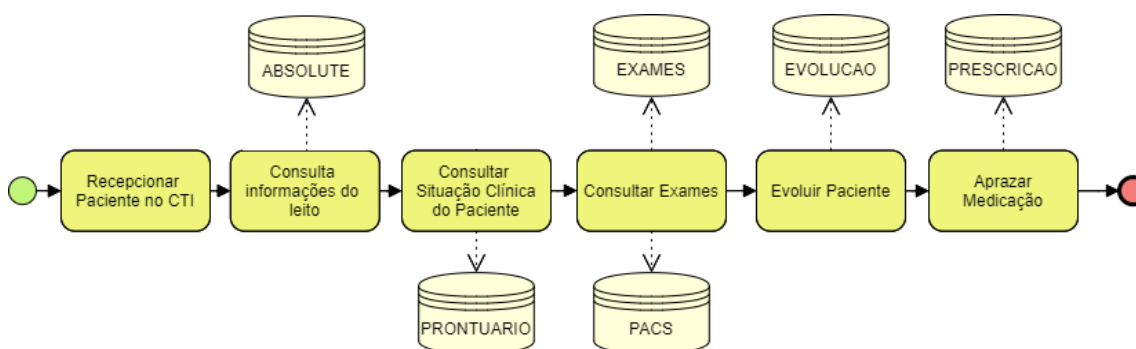 ABSOLUTE
EXAMES
EVOLUCAO
PRESCRICAO
Recepcionar
Paciente no CTI
Consulta
informações do
leito
Consultar
Situação Clínica
do Paciente
Consultar Exames
Evoluir Paciente
Aprazar
Medicação
PRONTUARIO
PACS